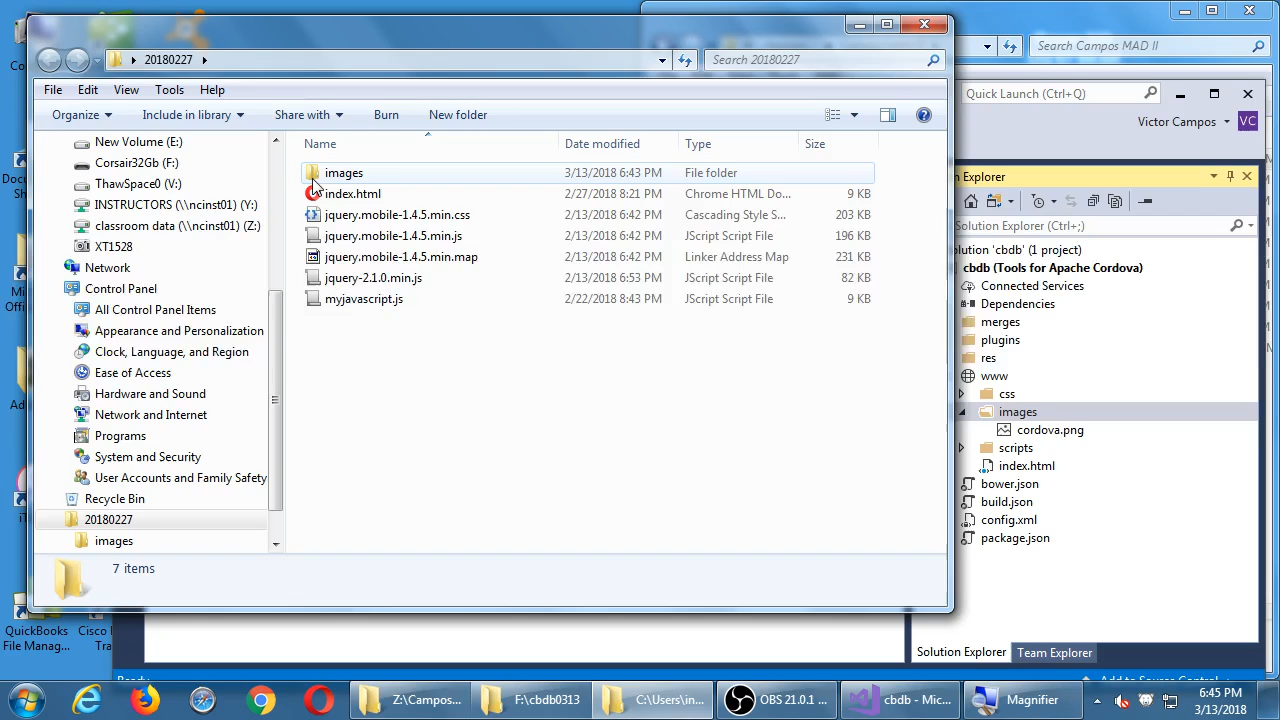 20180227
Search 20180227
Search Campos MAD II
File Edit View Tools Help
Organize Include in library Share with Burn New folder
Quick Launch (Ctrl+Q)
Victor Campos VC
Name Date modified Type Size
New Volume (E:)
Corsair32Gb (F:)
ThawSpace0 (V:)
INSTRUCTORS (\\ncinst01) (Y:)
classroom data (\\ncinst01) (Z:)
XT1528
Network
Control Panel
All Control Panel Items
Appearance and Personalization
Clock, Language, and Region
Ease of Access
Hardware and Sound
Network and Internet
Programs
System and Security
User Accounts and Family Safety
Recycle Bin
20180227
images
images 3/13/2018 6:43 PM File folder
index.html 2/27/2018 8:21 PM Chrome HTML Do... 9 KB
jquery.mobile-1.4.5.min.css 2/13/2018 6:42 PM Cascading Style S... 203 KB
jquery.mobile-1.4.5.min.js 2/13/2018 6:42 PM JScript Script File 196 KB
jquery.mobile-1.4.5.min.map 2/13/2018 6:42 PM Linker Address Map 231 KB
jquery-2.1.0.min.js 2/13/2018 6:53 PM JScript Script File 82 KB
myjavascript.js 2/22/2018 8:43 PM JScript Script File 9 KB
7 items
Explorer
Solution Explorer (Ctrl+;)
'cbdb' (1 project)
cbdb (Tools for Apache Cordova)
Connected Services
Dependencies
merges
plugins
res
www
css
images
cordova.png
scripts
index.html
bower.json
build.json
config.xml
package.json
Solution Explorer Team Explorer
QuickBooks
File Manag...
Cisco
Ready
Add to Source Control
Z:\Campos...
F:\cbdb0313
C:\Users\in...
OBS 21.0.1 ...
cbdb - Mic...
Magnifier
6:45 PM
3/13/2018